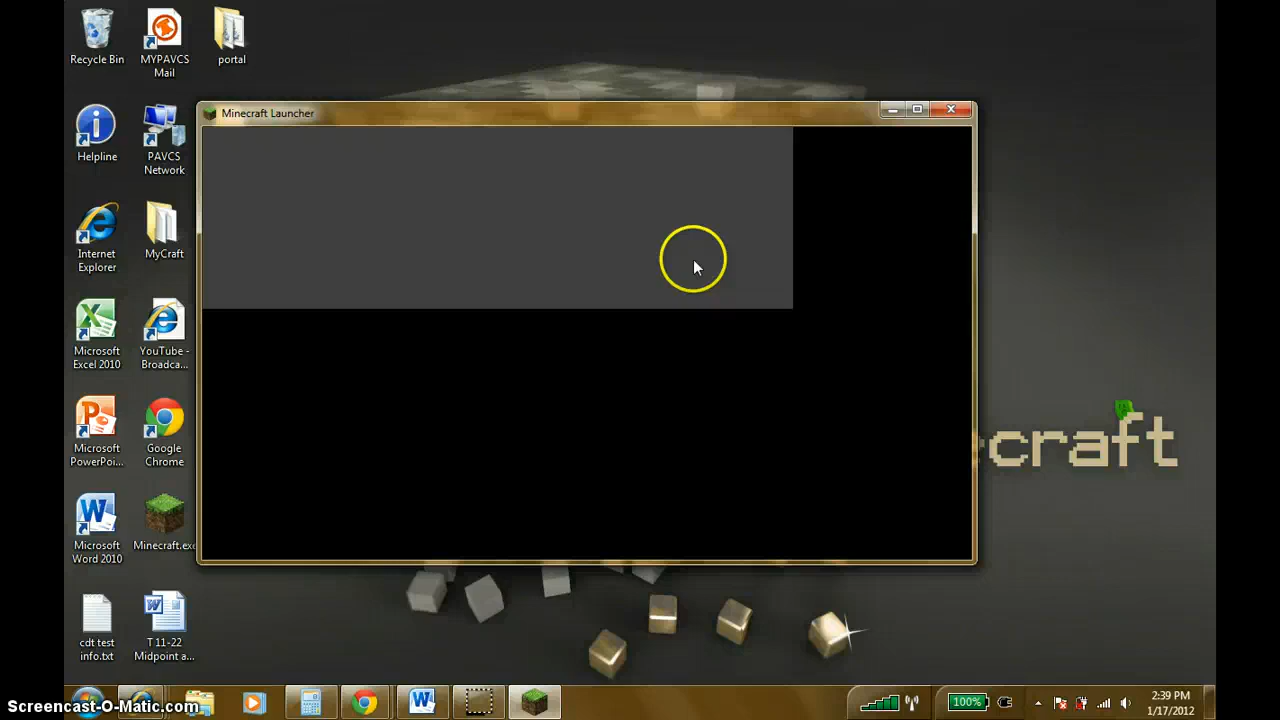 Recycle Bin
MYPAVCS
Mail
portal
Minecraft Launcher
Helpline
PAVCS
Network
Internet
Explorer
MyCraft
Microsoft
Excel 2010
YouTube -
Broadca...
Microsoft
PowerPoi...
Google
Chrome
craft
Microsoft
Word 2010
Minecraft.exe
cdt test
info.txt
T 11-22
Midpoint a...
100%
2:39 PM
1/17/2012
Screencast-O-Matic.com